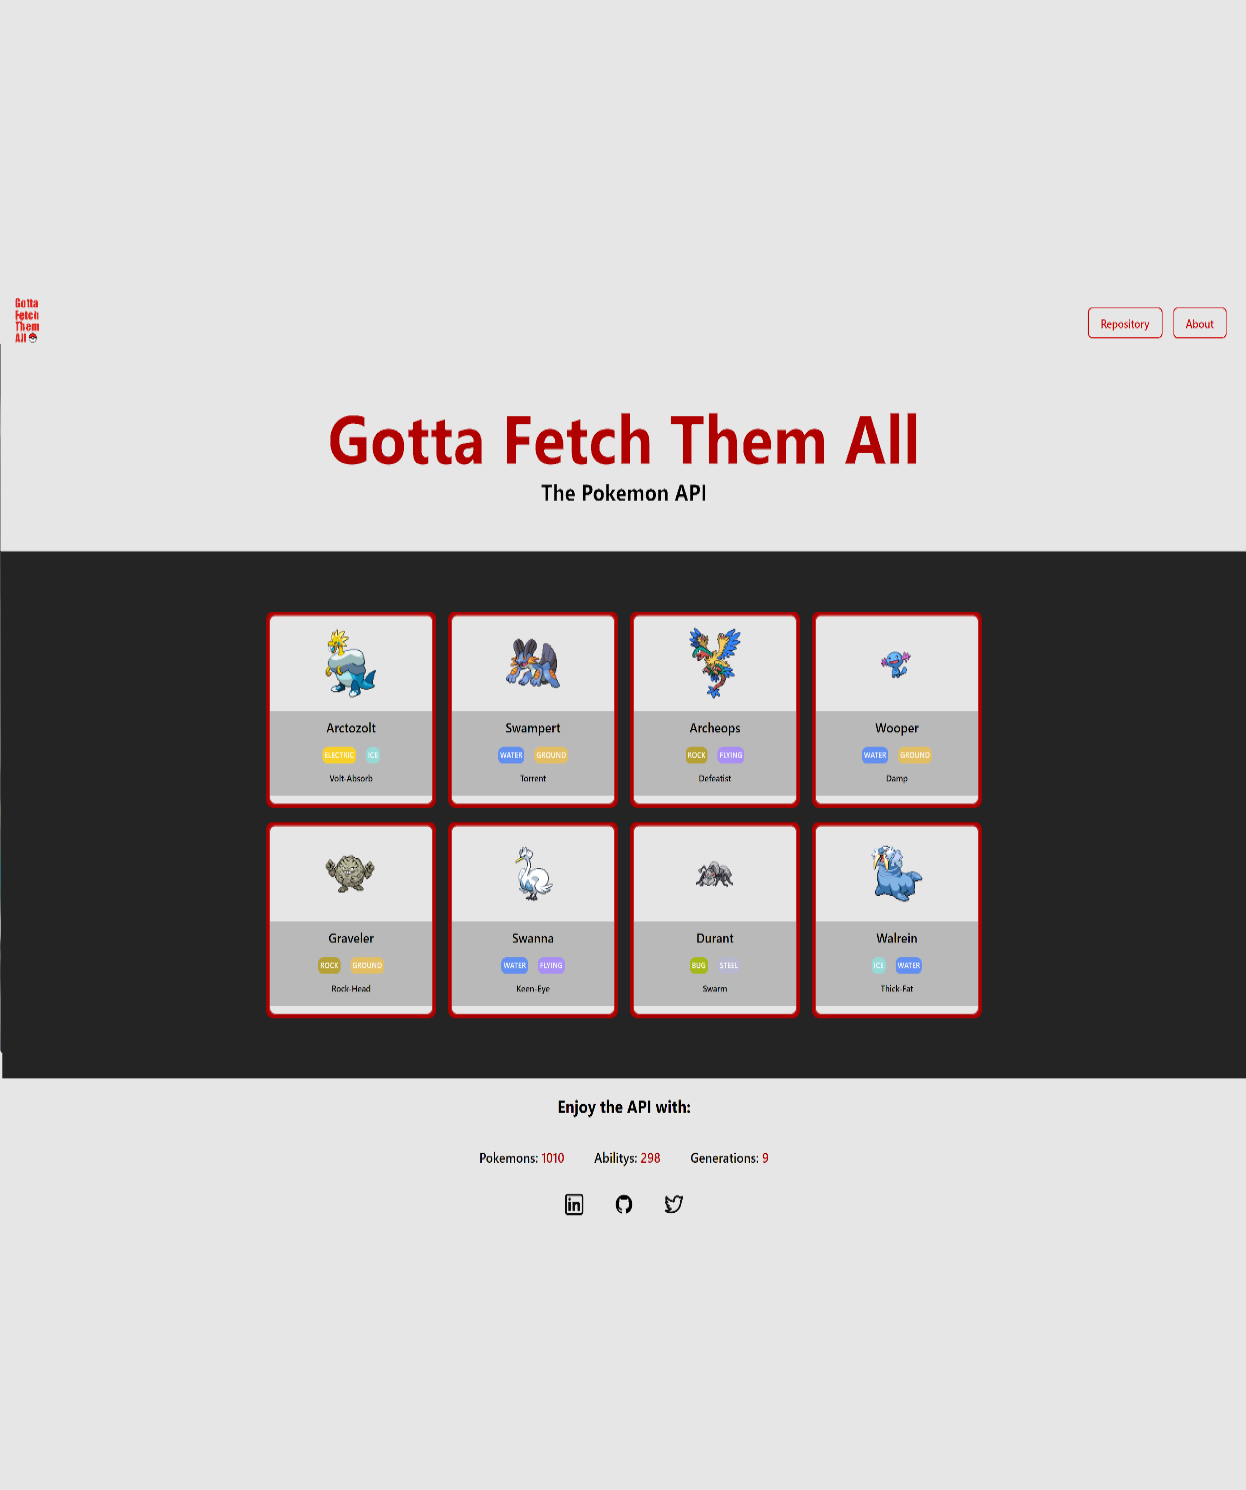 Gotta
Fetch
Them
All
Repository
About
Gotta Fetch Them All
The Pokemon API
Arctozolt
ELECTRIC ICE
Volt-Absorb
Swampert
WATER GROUND
Torrent
Archeops
ROCK FLYING
Defeatist
Wooper
WATER GROUND
Damp
Graveler
ROCK GROUND
Rock-Head
Swanna
WATER FLYING
Keen-Eye
Durant
BUG STEEL
Swarm
Walrein
ICE WATER
Thick-Fat
Enjoy the API with:
Pokemons: 1010 Abilitys: 298 Generations: 9
in